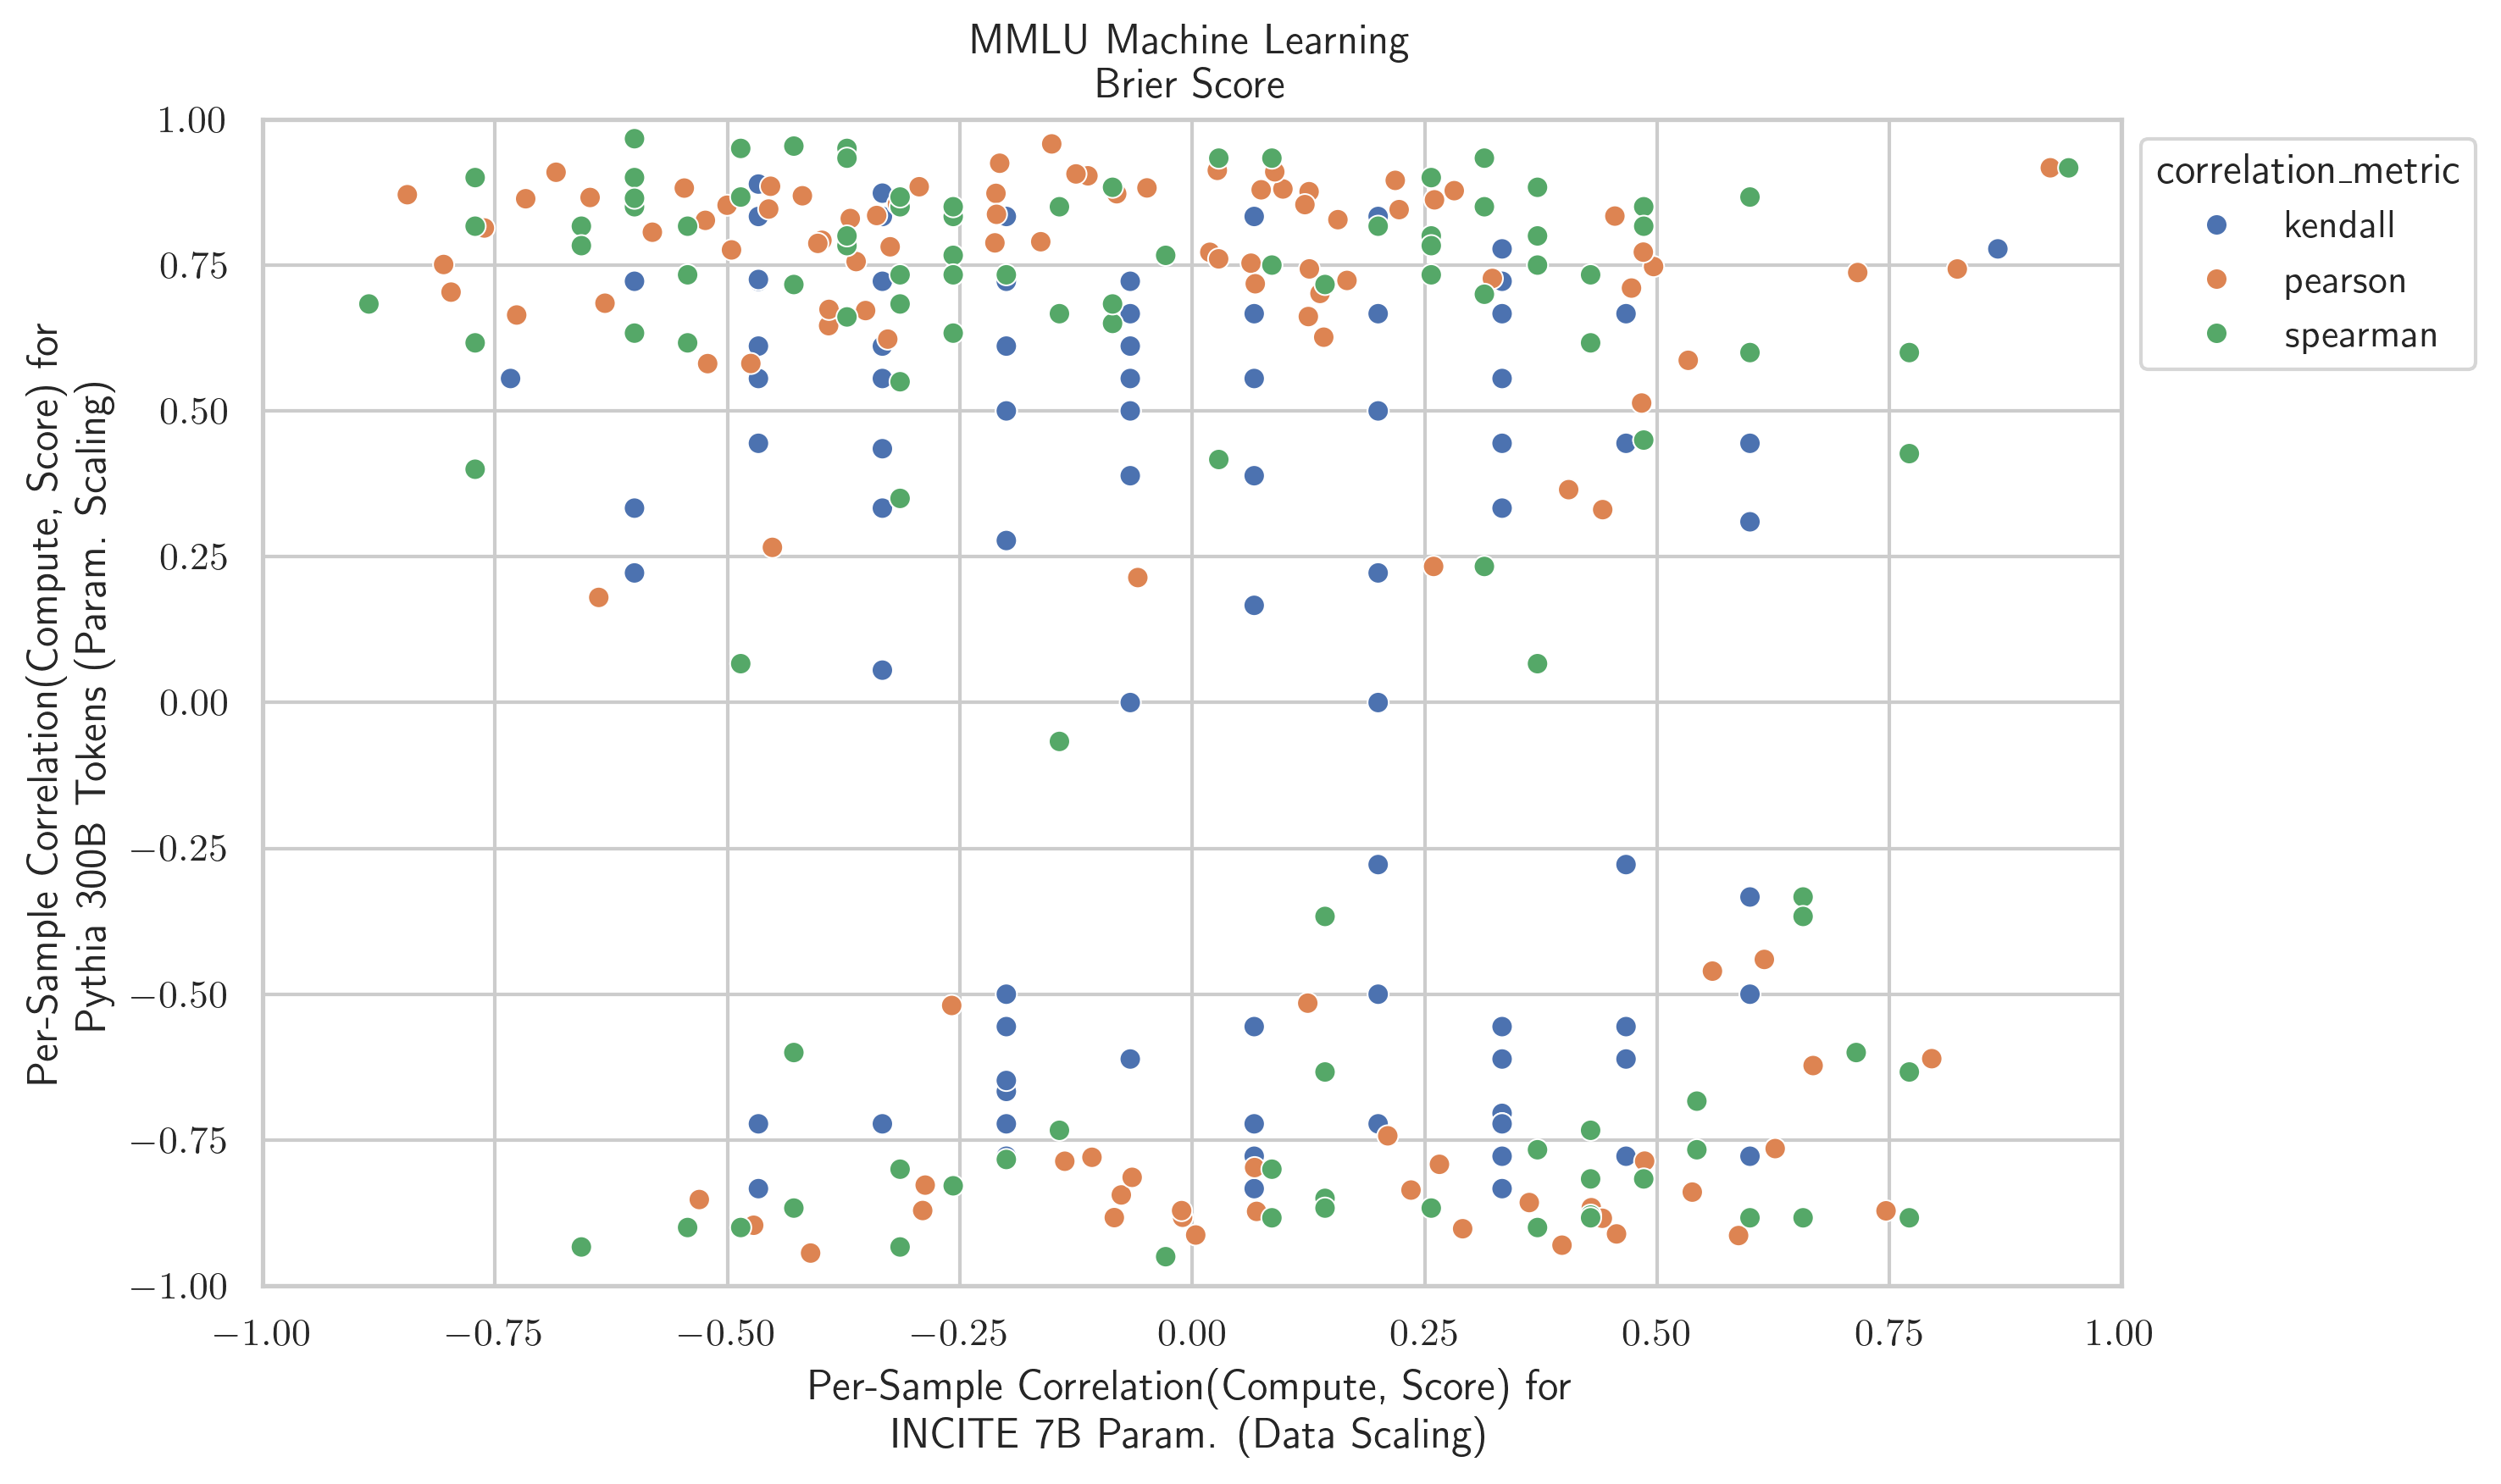 MMLU Machine Learning
Brier Score
Per-Sample Correlation(Compute, Score) for
Pythia 300B Tokens (Param. Scaling)
1.00
0.75
0.50
0.25
0.00
−0.25
−0.50
−0.75
−1.00
−1.00 −0.75 −0.50 −0.25 0.00 0.25 0.50 0.75 1.00
Per-Sample Correlation(Compute, Score) for
INCITE 7B Param. (Data Scaling)
correlation_metric
kendall
pearson
spearman